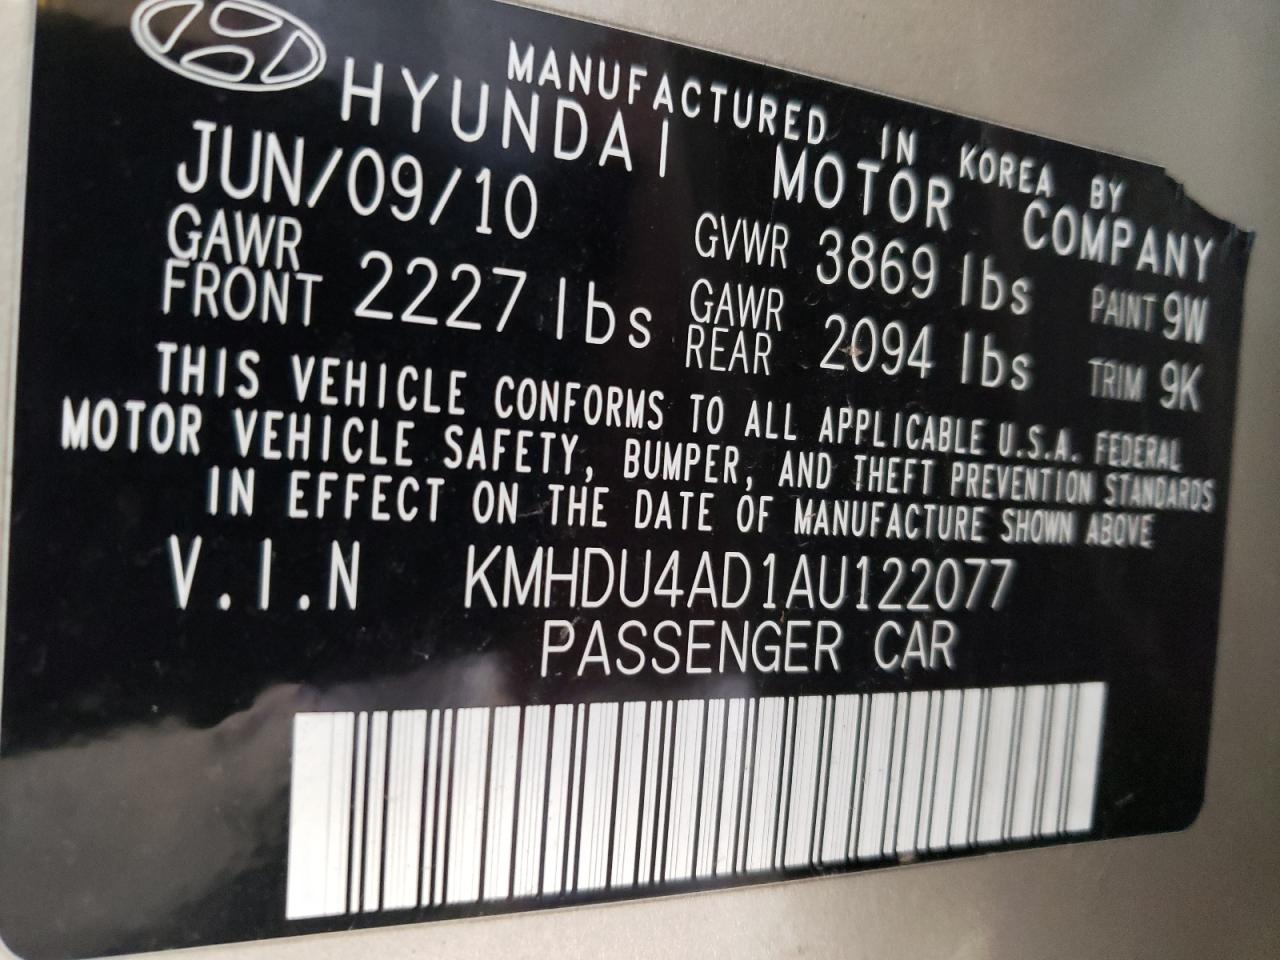 MANUFACTURED IN KOREA BY
HYUNDAI MOTOR COMPANY
JUN/09/10 GVWR 3869 lbs PAINT 9W
GAWR FRONT 2227 lbs GAWR REAR 2094 lbs TRIM 9K
THIS VEHICLE CONFORMS TO ALL APPLICABLE U.S.A. FEDERAL
MOTOR VEHICLE SAFETY, BUMPER, AND THEFT PREVENTION STANDARDS
IN EFFECT ON THE DATE OF MANUFACTURE SHOWN ABOVE
V.I.N KMHDU4AD1AU122077
PASSENGER CAR